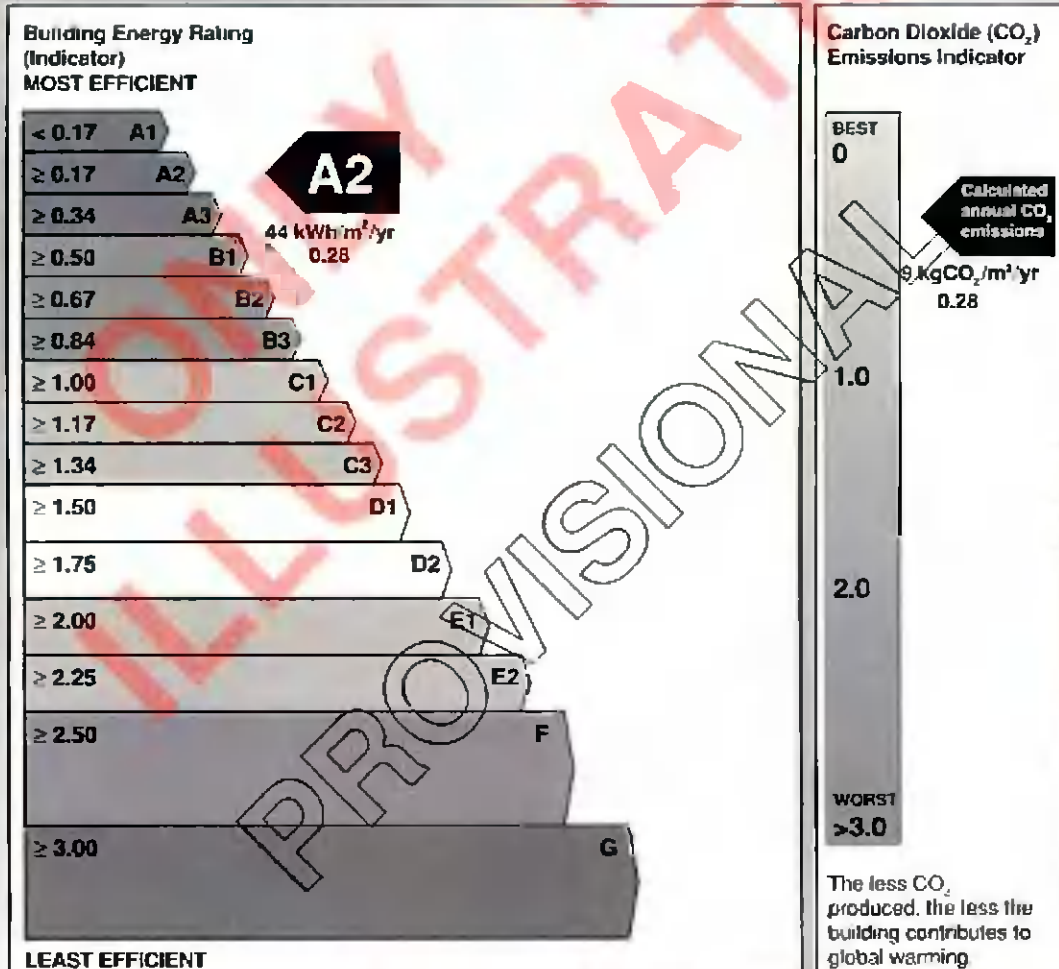 Building Energy Rating
(Indicator)
MOST EFFICIENT
< 0.17 A1
≥ 0.17 A2
≥ 0.34 A3
≥ 0.50 B1
≥ 0.67 B2
≥ 0.84 B3
≥ 1.00 C1
≥ 1.17 C2
≥ 1.34 C3
≥ 1.50 D1
≥ 1.75 D2
≥ 2.00 E1
≥ 2.25 E2
≥ 2.50 F
≥ 3.00 G
LEAST EFFICIENT
A2
44 kWh/m²/yr
0.28
Carbon Dioxide (CO₂)
Emissions Indicator
BEST
0
1.0
2.0
WORST
>3.0
Calculated
annual CO₂
emissions
9 kgCO₂/m²/yr
0.28
The less CO₂
produced, the less the
building contributes to
global warming.
PROVISIONAL
ONLY